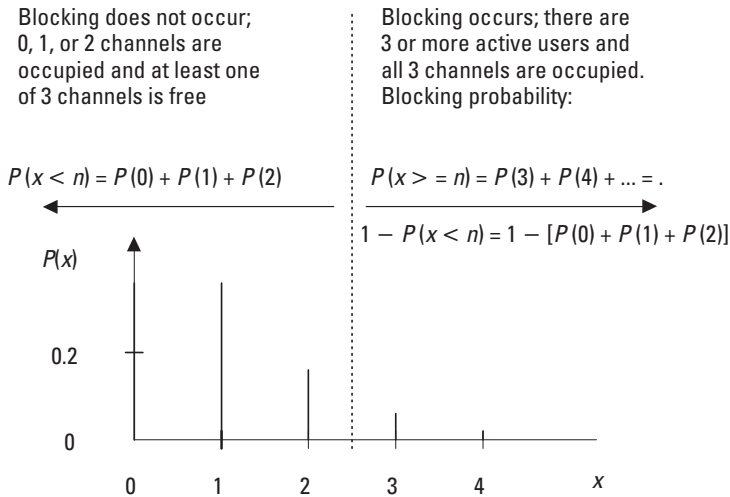 Blocking does not occur;
0, 1, or 2 channels are
occupied and at least one
of 3 channels is free
Blocking occurs; there are
3 or more active users and
all 3 channels are occupied.
Blocking probability:
P(x < n) = P(0) + P(1) + P(2)
P(x > = n) = P(3) + P(4) + ... = .
1 − P(x < n) = 1 − [P(0) + P(1) + P(2)]
P(x)
0.2
0
0 1 2 3 4 x